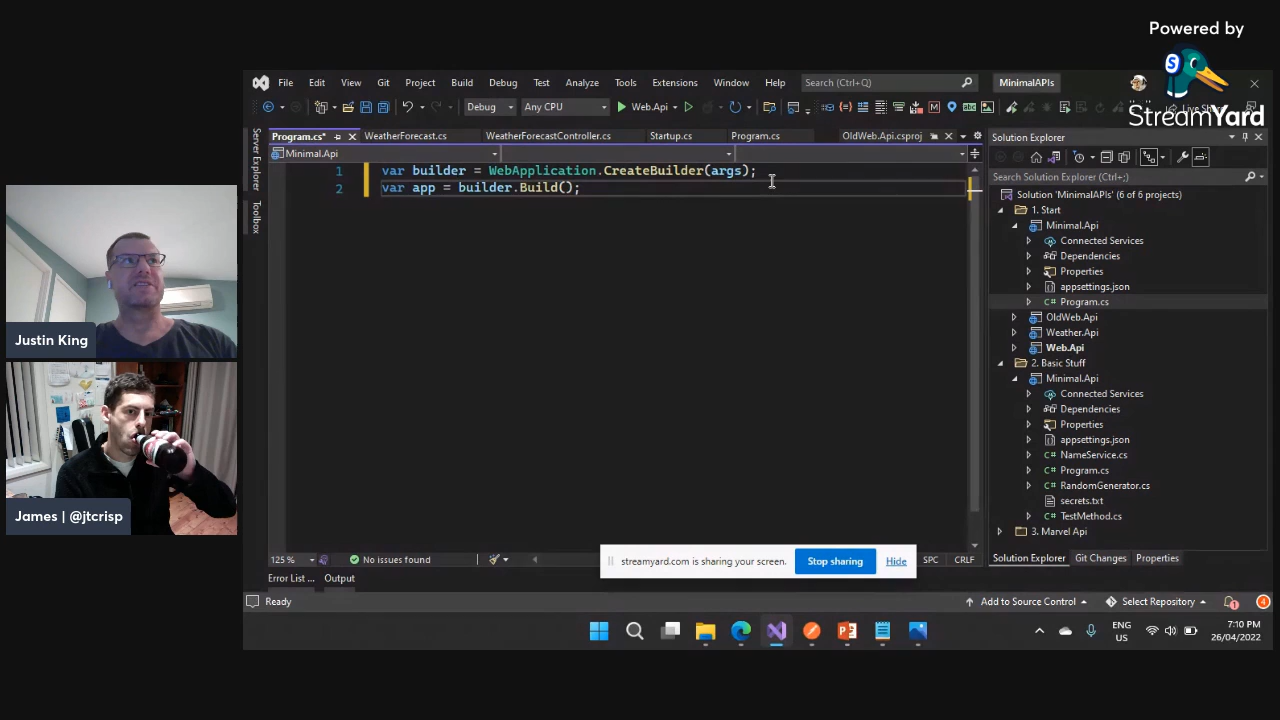 Powered by
StreamYard
File Edit View Git Project Build Debug Test Analyze Tools Extensions Window Help Search (Ctrl+Q) MinimalAPIs
Debug Any CPU Web.Api
Program.cs* WeatherForecast.cs WeatherForecastController.cs Startup.cs Program.cs OldWeb.Api.csproj
Minimal.Api
Server Explorer
Toolbox
1 var builder = WebApplication.CreateBuilder(args);
2 var app = builder.Build();
Solution Explorer
Search Solution Explorer (Ctrl+;)
Solution 'MinimalAPIs' (6 of 6 projects)
1. Start
Minimal.Api
Connected Services
Dependencies
Properties
appsettings.json
C# Program.cs
OldWeb.Api
Weather.Api
Web.Api
2. Basic Stuff
Minimal.Api
Connected Services
Dependencies
Properties
appsettings.json
C# NameService.cs
C# Program.cs
C# RandomGenerator.cs
secrets.txt
C# TestMethod.cs
3. Marvel Api
Solution Explorer Git Changes Properties
Justin King
James | @jtcrisp
125 % No issues found SPC CRLF
streamyard.com is sharing your screen. Stop sharing Hide
Error List ... Output
Ready Add to Source Control Select Repository 1 4
ENG
US
7:10 PM
26/04/2022